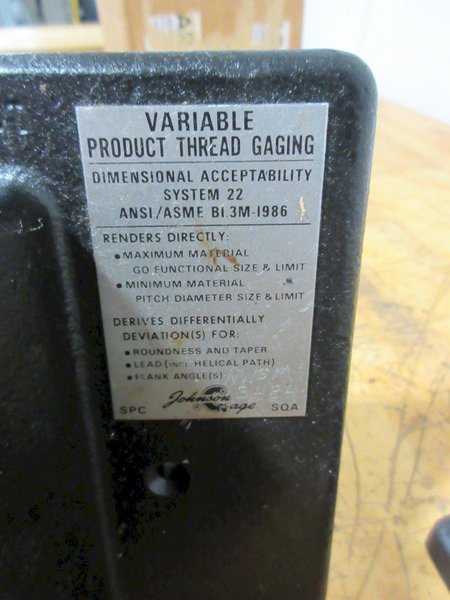 VARIABLE
PRODUCT THREAD GAGING
DIMENSIONAL ACCEPTABILITY
SYSTEM 22
ANSI/ASME B1.3M-1986
RENDERS DIRECTLY:
• MAXIMUM MATERIAL
GO FUNCTIONAL SIZE & LIMIT
• MINIMUM MATERIAL
PITCH DIAMETER SIZE & LIMIT
DERIVES DIFFERENTIALLY
DEVIATION(S) FOR:
• ROUNDNESS AND TAPER
• LEAD (INCL HELICAL PATH)
• FLANK ANGLE(S)
SPC Johnson Gage SQA